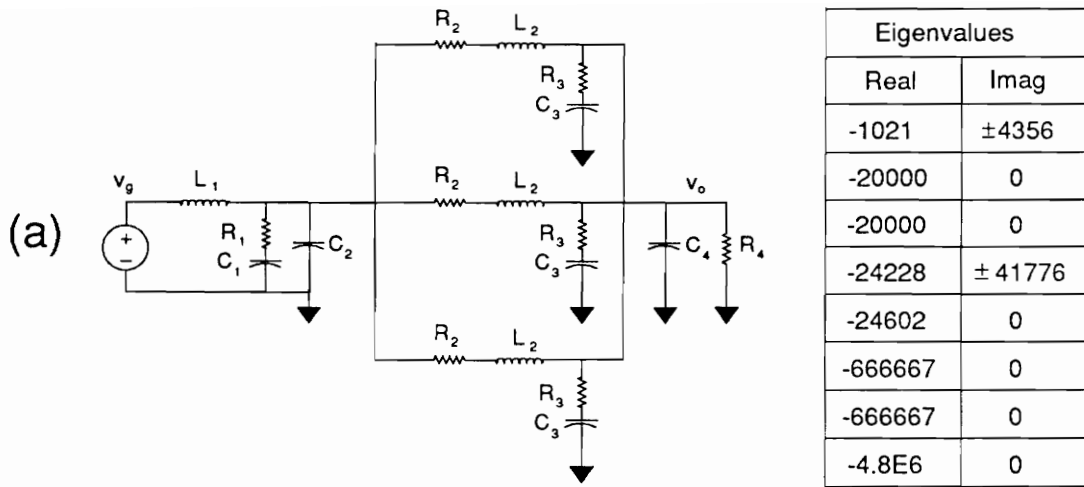 R₂ L₂
R₃
C₃
v_g L₁ R₂ L₂ v_o
(a)
+
−
R₁
C₁
C₂
R₃
C₃
C₄
R₄
R₂ L₂
R₃
C₃
Eigenvalues
Real Imag
-1021 ±4356
-20000 0
-20000 0
-24228 ±41776
-24602 0
-666667 0
-666667 0
-4.8E6 0